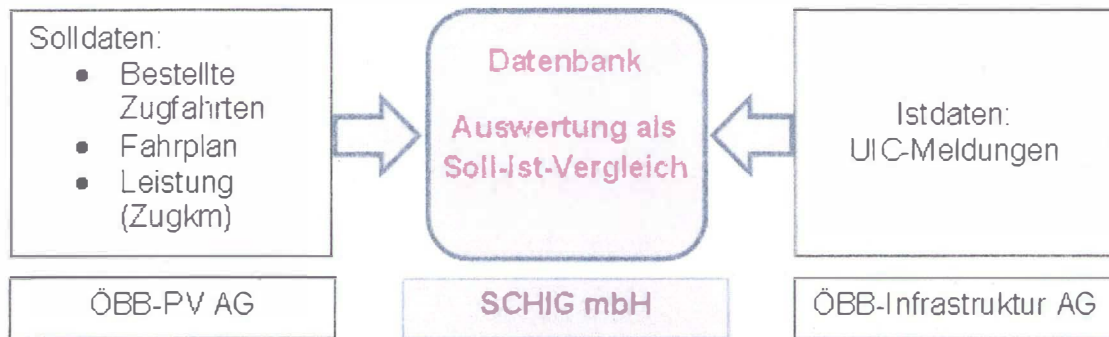 Solldaten:
• Bestellte
Zugfahrten
• Fahrplan
• Leistung
(Zugkm)
Datenbank
Auswertung als
Soll-Ist-Vergleich
Istdaten:
UIC-Meldungen
ÖBB-PV AG
SCHIG mbH
ÖBB-Infrastruktur AG